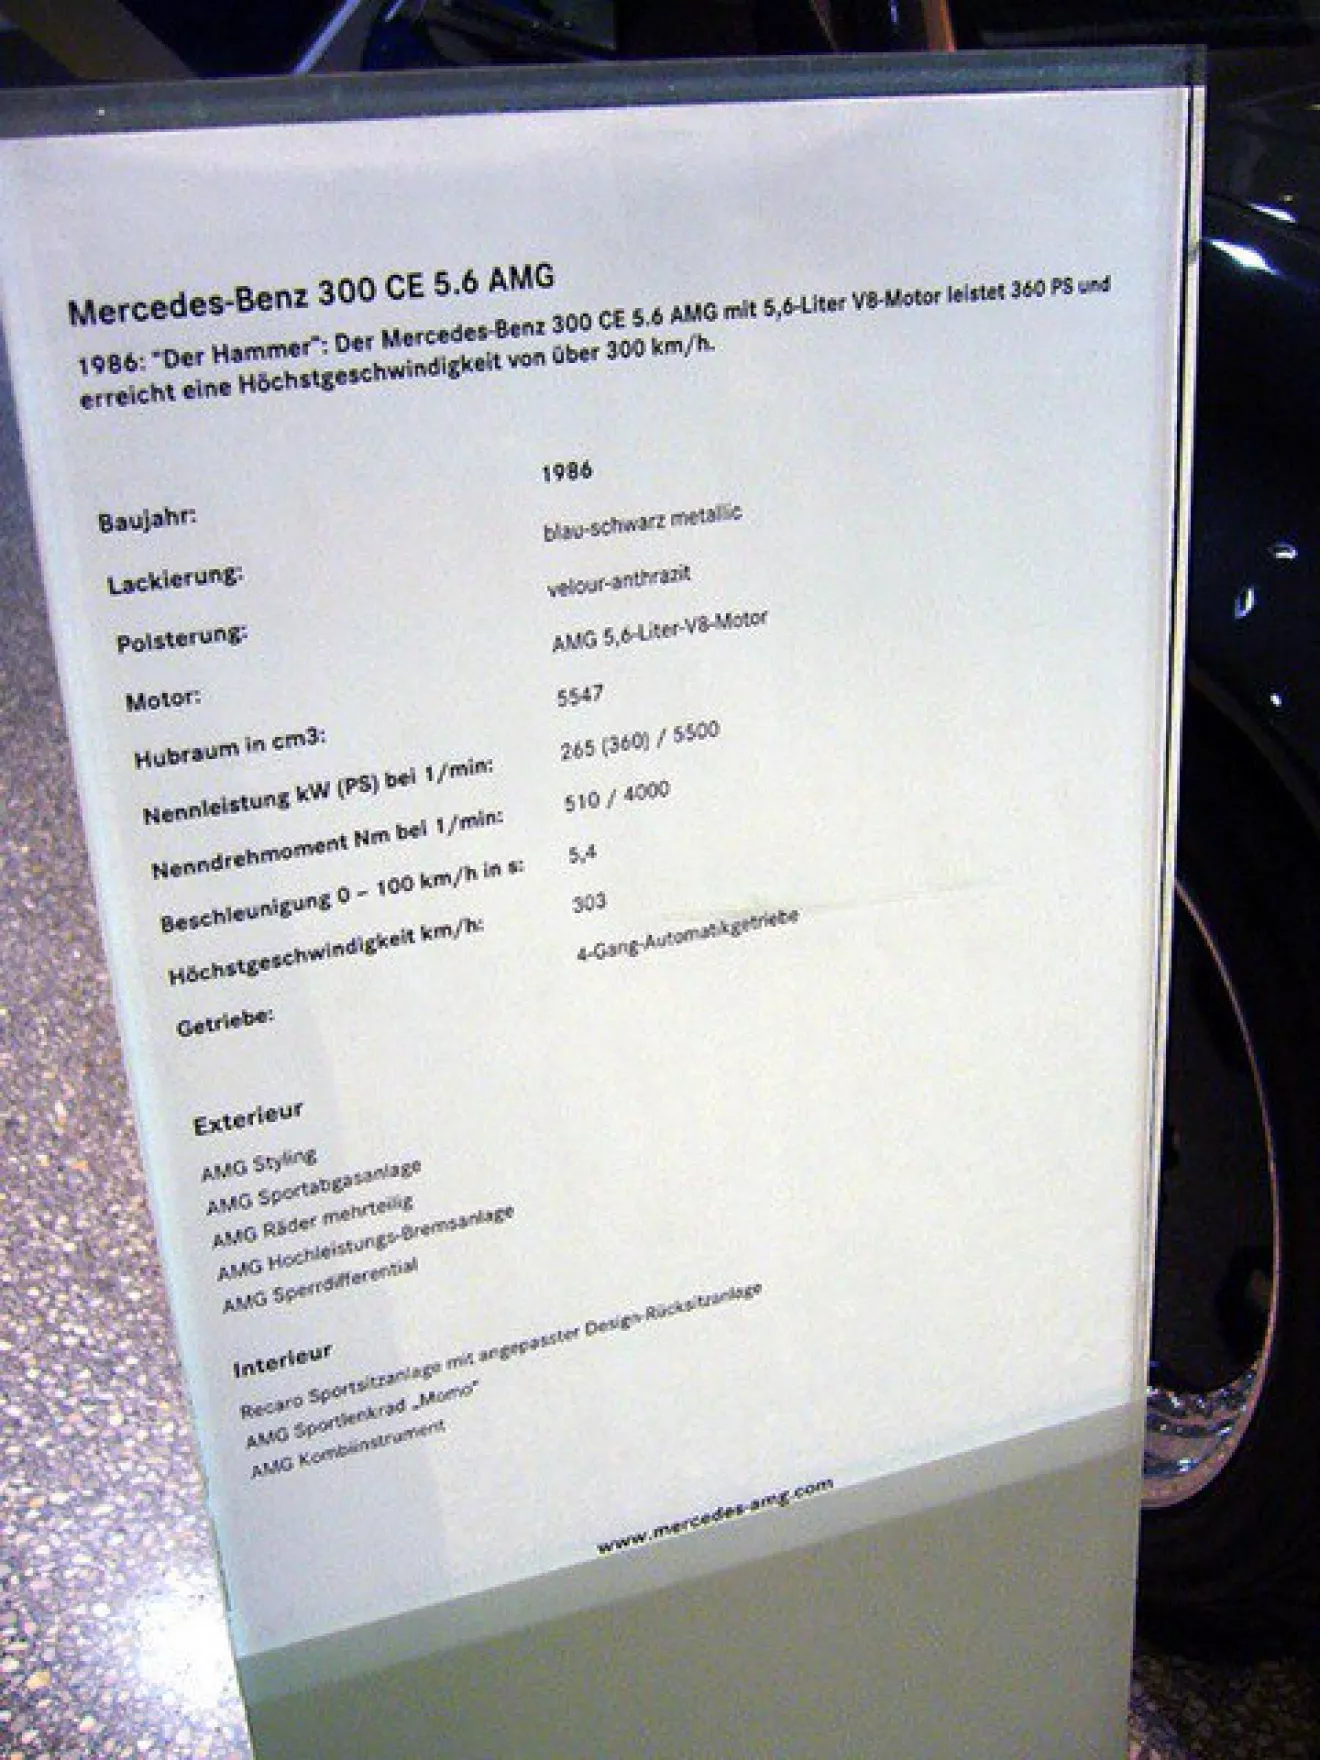 Mercedes-Benz 300 CE 5.6 AMG
1986: "Der Hammer": Der Mercedes-Benz 300 CE 5.6 AMG mit 5,6-Liter V8-Motor leistet 360 PS und
erreicht eine Höchstgeschwindigkeit von über 300 km/h.
Baujahr: 1986
Lackierung: blau-schwarz metallic
Polsterung: velour-anthrazit
Motor: AMG 5,6-Liter-V8-Motor
Hubraum in cm3: 5547
Nennleistung kW (PS) bei 1/min: 265 (360) / 5500
Nenndrehmoment Nm bei 1/min: 510 / 4000
Beschleunigung 0 – 100 km/h in s: 5,4
Höchstgeschwindigkeit km/h: 303
Getriebe: 4-Gang-Automatikgetriebe
Exterieur
AMG Styling
AMG Sportabgasanlage
AMG Räder mehrteilig
AMG Hochleistungs-Bremsanlage
AMG Sperrdifferential
Interieur
Recaro Sportsitzanlage mit angepasster Design-Rücksitzanlage
AMG Sportlenkrad „Momo"
AMG Kombiinstrument
www.mercedes-amg.com